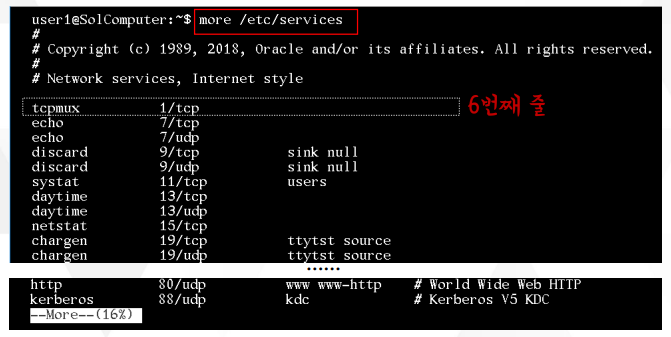 user1@SolComputer:~$ more /etc/services
#
# Copyright (c) 1989, 2018, Oracle and/or its affiliates. All rights reserved.
#
# Network services, Internet style
tcpmux 1/tcp 6번째 줄
echo 7/tcp
echo 7/udp
discard 9/tcp sink null
discard 9/udp sink null
systat 11/tcp users
daytime 13/tcp
daytime 13/udp
netstat 15/tcp
chargen 19/tcp ttytst source
chargen 19/udp ttytst source
......
http 80/udp www www-http # World Wide Web HTTP
kerberos 88/udp kdc # Kerberos V5 KDC
--More--(16%)